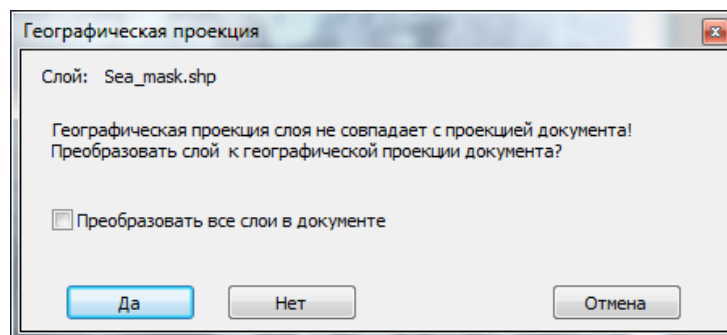 Географическая проекция
Слой: Sea_mask.shp
Географическая проекция слоя не совпадает с проекцией документа!
Преобразовать слой к географической проекции документа?
Преобразовать все слои в документе
Да Нет Отмена